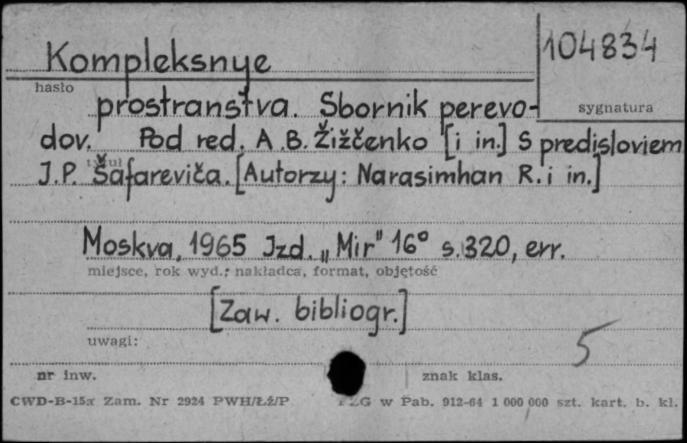 Kompleksnye
104834
hasło
sygnatura
prostranstva. Sbornik perevo-
dov. Pod red. A.B. Žižčenko [i in.] S predisloviem
tytuł
J.P. Šafareviča. [Autorzy: Narasimhan R. i in.]
Moskva, 1965 Izd. „Mir" 16° s. 320, err.
miejsce, rok wyd.; nakładca, format, objętość
[Zaw. bibliogr.]
uwagi:
5
nr inw.
znak klas.
CWD-B-15a Zam. Nr 2924 PWH/Ł.Ź/P
PZG w Pab. 912-64 1 000 000 szt. kart. b. kl.